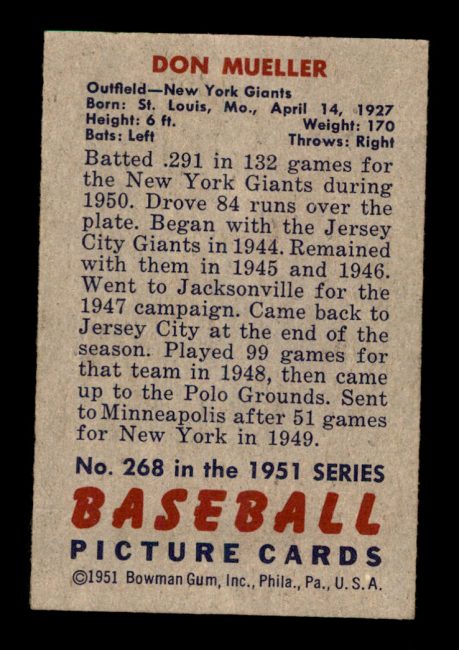 DON MUELLER
Outfield—New York Giants
Born: St. Louis, Mo., April 14, 1927
Height: 6 ft. Weight: 170
Bats: Left Throws: Right
Batted .291 in 132 games for
the New York Giants during
1950. Drove 84 runs over the
plate. Began with the Jersey
City Giants in 1944. Remained
with them in 1945 and 1946.
Went to Jacksonville for the
1947 campaign. Came back to
Jersey City at the end of the
season. Played 99 games for
that team in 1948, then came
up to the Polo Grounds. Sent
to Minneapolis after 51 games
for New York in 1949.
No. 268 in the 1951 SERIES
BASEBALL
PICTURE CARDS
©1951 Bowman Gum, Inc., Phila., Pa., U.S.A.